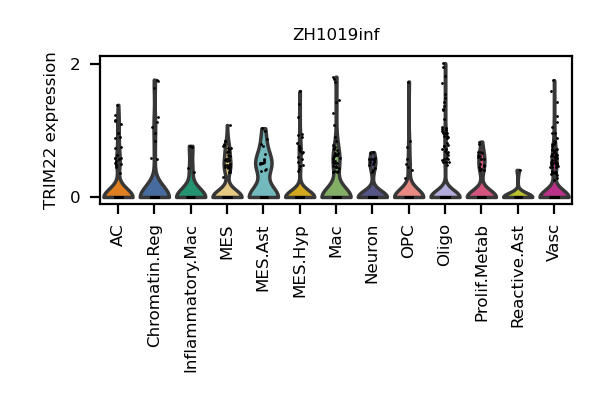 ZH1019inf
TRIM22 expression
2
0
AC
Chromatin.Reg
Inflammatory.Mac
MES
MES.Ast
MES.Hyp
Mac
Neuron
OPC
Oligo
Prolif.Metab
Reactive.Ast
Vasc